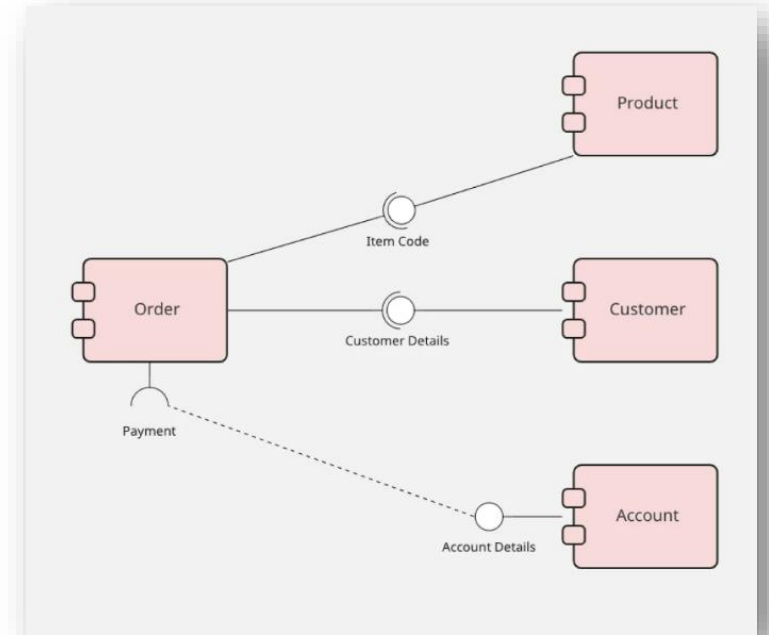 Product
Item Code
Order
Customer
Customer Details
Payment
Account
Account Details